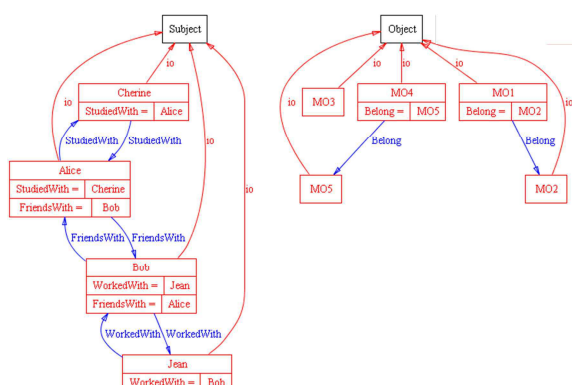 Subject
Object
io
io
io
io
io
io
io
io
io
Cherine
StudiedWith = Alice
MO3
MO4
Belong = MO5
MO1
Belong = MO2
StudiedWith StudiedWith
Belong
Belong
Alice
StudiedWith = Cherine
FriendsWith = Bob
MO5
MO2
FriendsWith FriendsWith
Bob
WorkedWith = Jean
FriendsWith = Alice
WorkedWith WorkedWith
Jean
WorkedWith = Bob